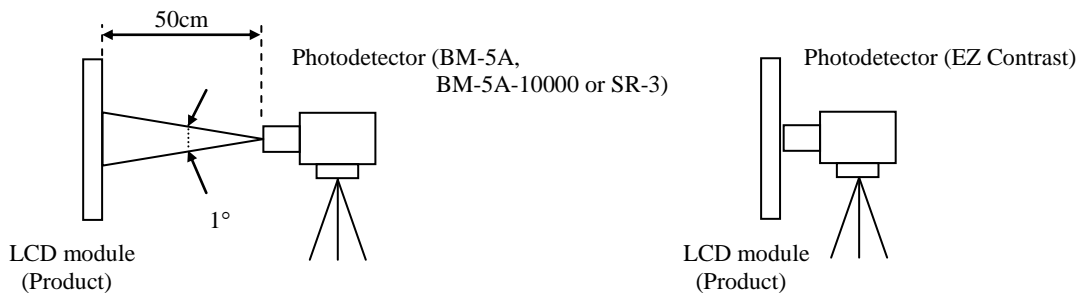 50cm
Photodetector (BM-5A,
BM-5A-10000 or SR-3)
1°
LCD module
(Product)
Photodetector (EZ Contrast)
LCD module
(Product)